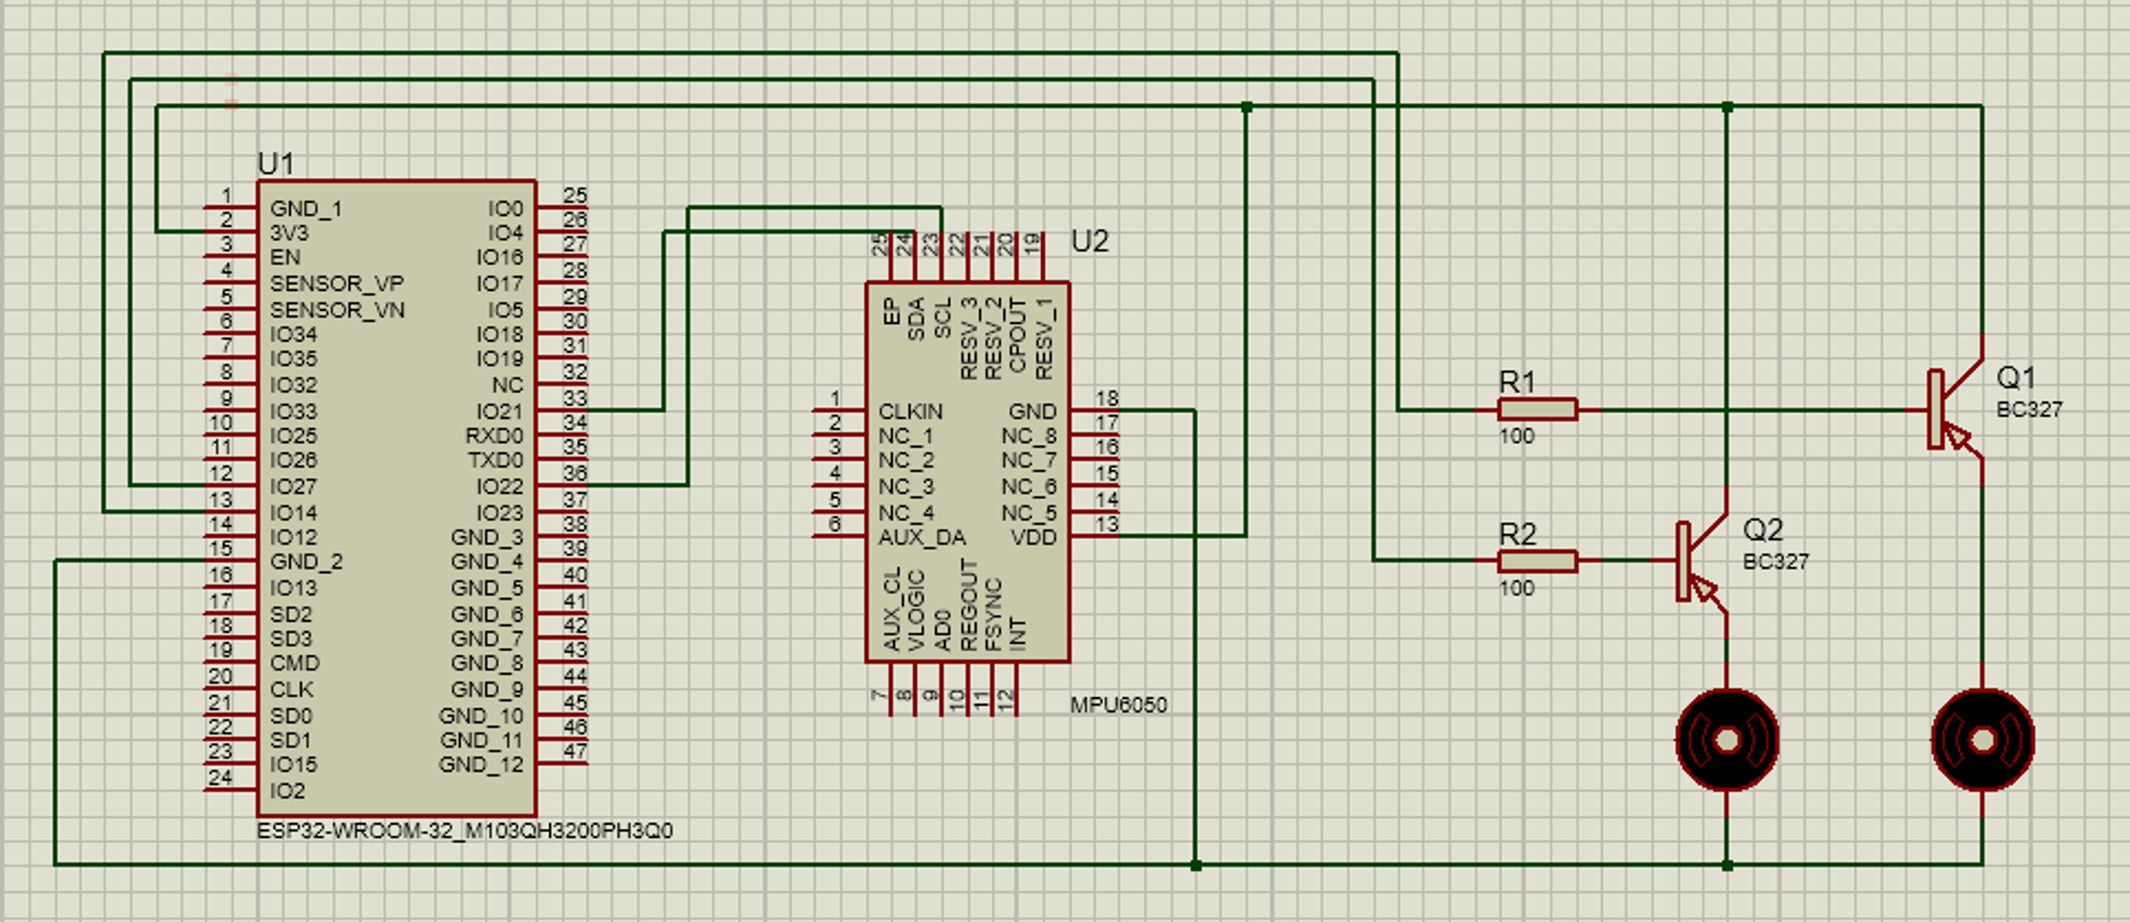 U1
1 GND_1 IO0 25
2 3V3 IO4 26
3 EN IO16 27
4 SENSOR_VP IO17 28
5 SENSOR_VN IO5 29
6 IO34 IO18 30
7 IO35 IO19 31
8 IO32 NC 32
9 IO33 IO21 33
10 IO25 RXD0 34
11 IO26 TXD0 35
12 IO27 IO22 36
13 IO14 IO23 37
14 IO12 GND_3 38
15 GND_2 GND_4 39
16 IO13 GND_5 40
17 SD2 GND_6 41
18 SD3 GND_7 42
19 CMD GND_8 43
20 CLK GND_9 44
21 SD0 GND_10 45
22 SD1 GND_11 46
23 IO15 GND_12 47
24 IO2
ESP32-WROOM-32_M103QH3200PH3Q0
U2
25 24 23 22 21 20 19
EP SDA SCL RESV_3 RESV_2 CPOUT RESV_1
1 CLKIN GND 18
2 NC_1 NC_8 17
3 NC_2 NC_7 16
4 NC_3 NC_6 15
5 NC_4 NC_5 14
6 AUX_DA VDD 13
AUX_CL VLOGIC AD0 REGOUT FSYNC INT
7 8 9 10 11 12
MPU6050
R1
100
R2
100
Q1
BC327
Q2
BC327